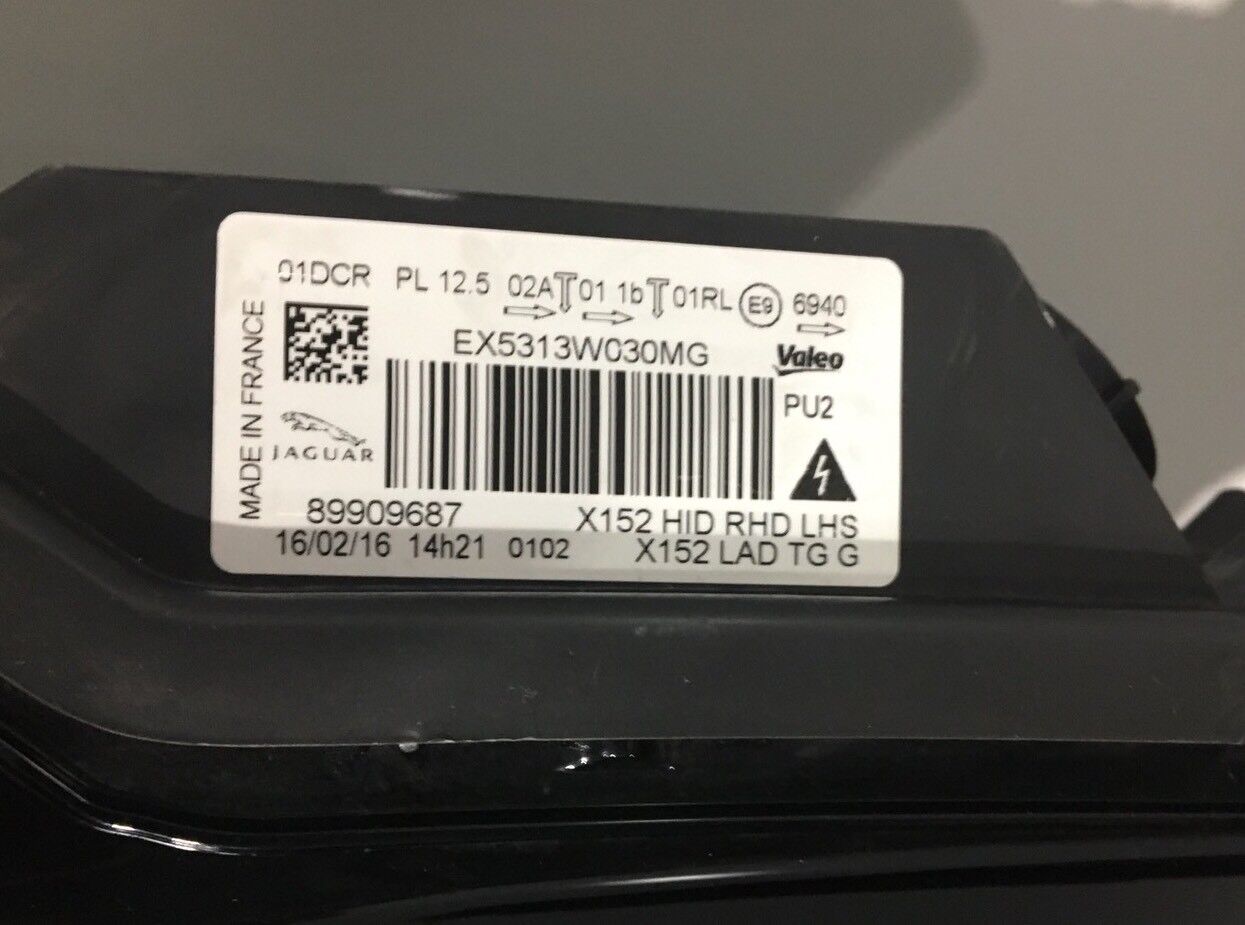 01DCR PL 12.5 02A 01 1b 01RL E9 6940
EX5313W030MG
Valeo
PU2
MADE IN FRANCE
JAGUAR
89909687 X152 HID RHD LHS
16/02/16 14h21 0102 X152 LAD TG G